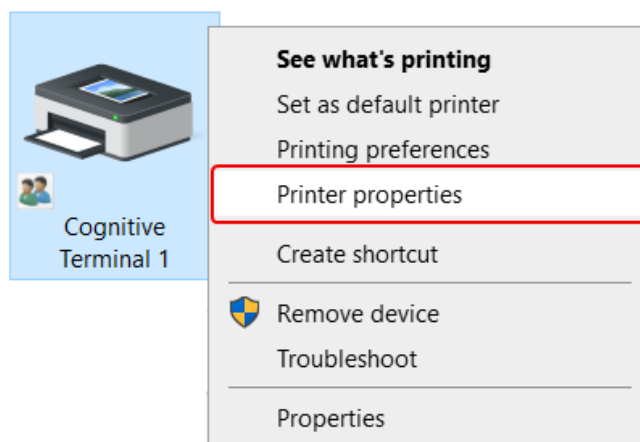 Cognitive
Terminal 1
See what's printing
Set as default printer
Printing preferences
Printer properties
Create shortcut
Remove device
Troubleshoot
Properties